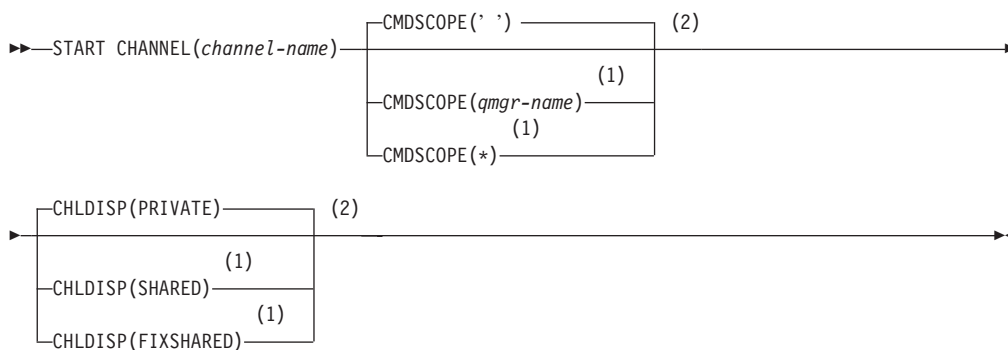 CMDSCOPE(' ') (2)
START CHANNEL(channel-name)
(1)
CMDSCOPE(qmgr-name)
(1)
CMDSCOPE(*)
CHLDISP(PRIVATE) (2)
(1)
CHLDISP(SHARED)
(1)
CHLDISP(FIXSHARED)